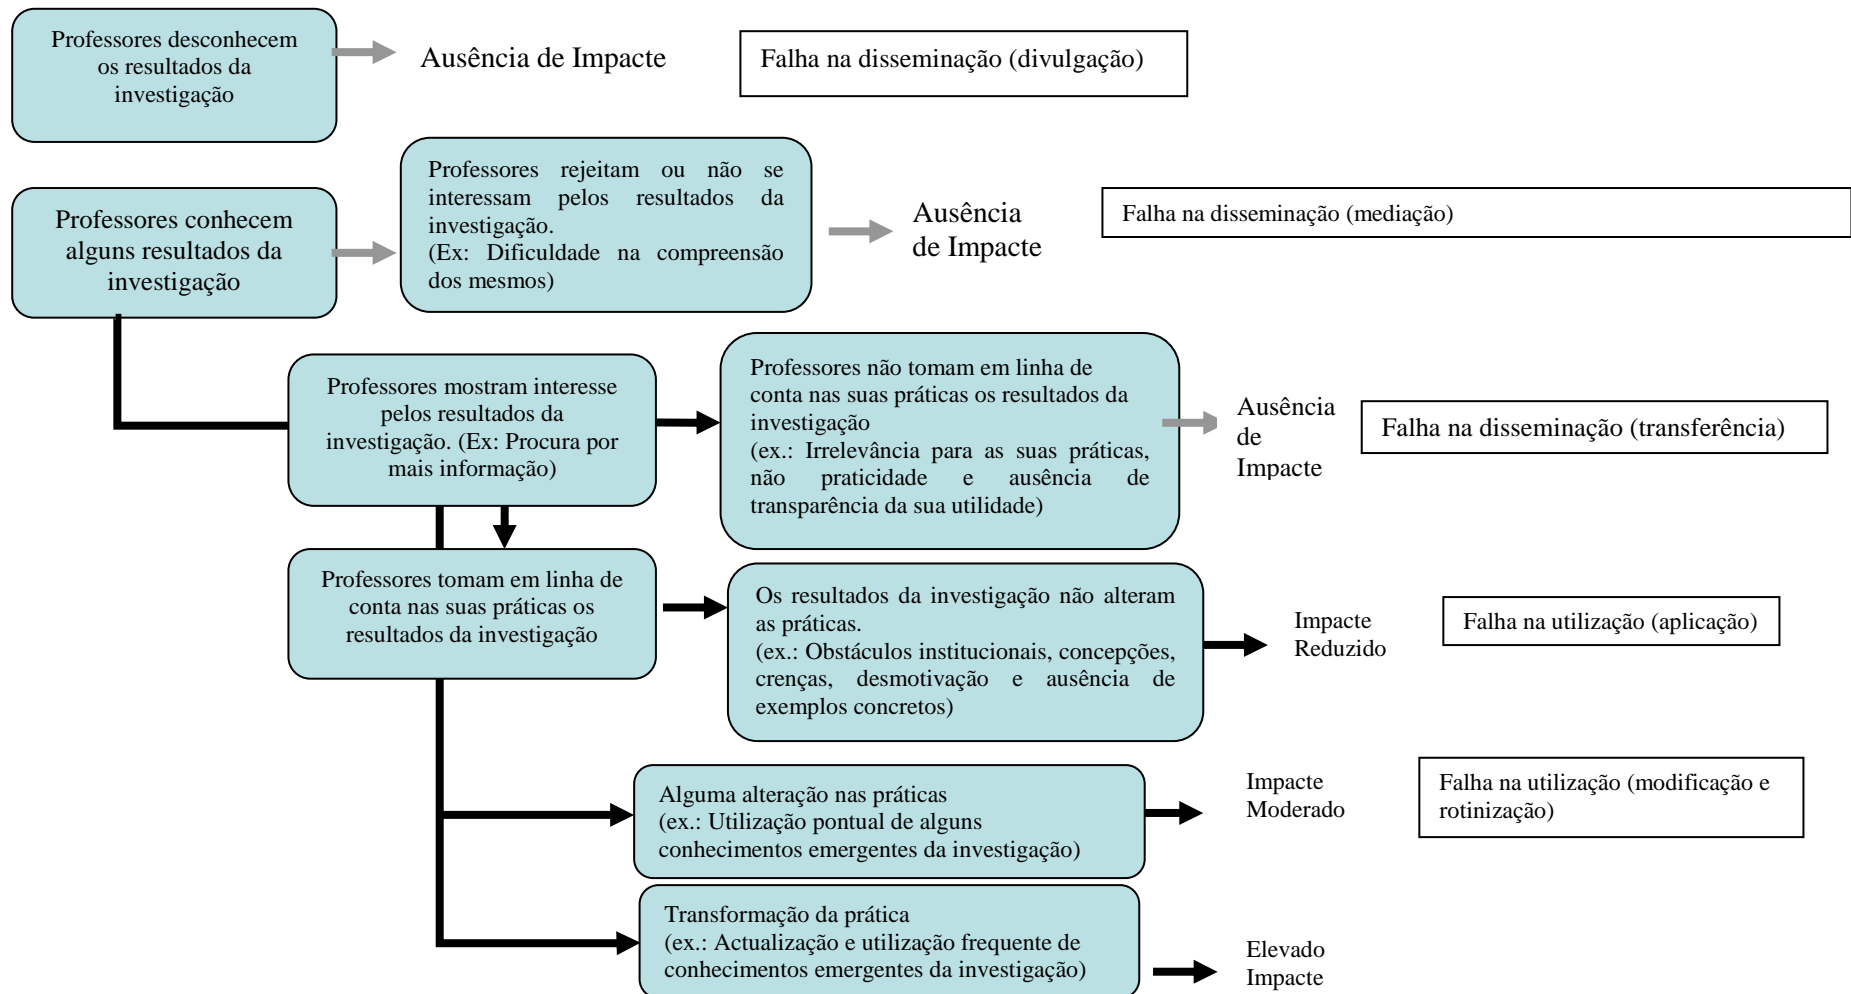 Professores desconhecem
os resultados da
investigação
Ausência de Impacte
Falha na disseminação (divulgação)
Professores conhecem
alguns resultados da
investigação
Professores rejeitam ou não se
interessam pelos resultados da
investigação.
(Ex: Dificuldade na compreensão
dos mesmos)
Ausência
de Impacte
Falha na disseminação (mediação)
Professores mostram interesse
pelos resultados da
investigação. (Ex: Procura por
mais informação)
Professores não tomam em linha de
conta nas suas práticas os resultados da
investigação
(ex.: Irrelevância para as suas práticas,
não praticidade e ausência de
transparência da sua utilidade)
Ausência
de
Impacte
Falha na disseminação (transferência)
Professores tomam em linha de
conta nas suas práticas os
resultados da investigação
Os resultados da investigação não alteram
as práticas.
(ex.: Obstáculos institucionais, concepções,
crenças, desmotivação e ausência de
exemplos concretos)
Impacte
Reduzido
Falha na utilização (aplicação)
Alguma alteração nas práticas
(ex.: Utilização pontual de alguns
conhecimentos emergentes da investigação)
Impacte
Moderado
Falha na utilização (modificação e
rotinização)
Transformação da prática
(ex.: Actualização e utilização frequente de
conhecimentos emergentes da investigação)
Elevado
Impacte